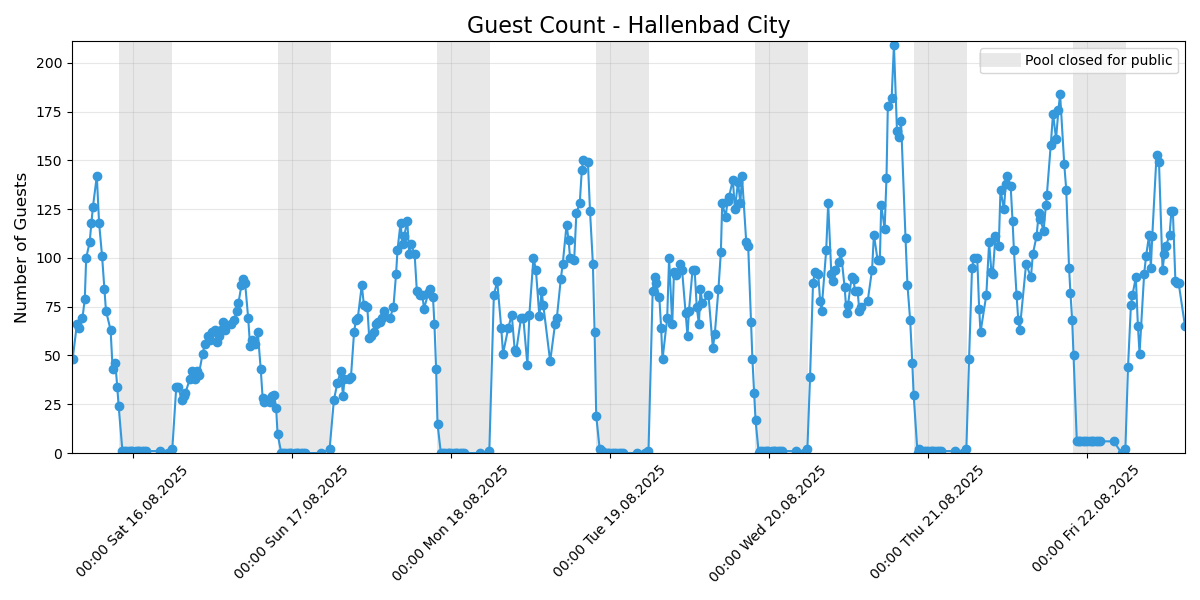 Guest Count - Hallenbad City
Pool closed for public
Number of Guests
200
175
150
125
100
75
50
25
0
00:00 Sat 16.08.2025
00:00 Sun 17.08.2025
00:00 Mon 18.08.2025
00:00 Tue 19.08.2025
00:00 Wed 20.08.2025
00:00 Thu 21.08.2025
00:00 Fri 22.08.2025